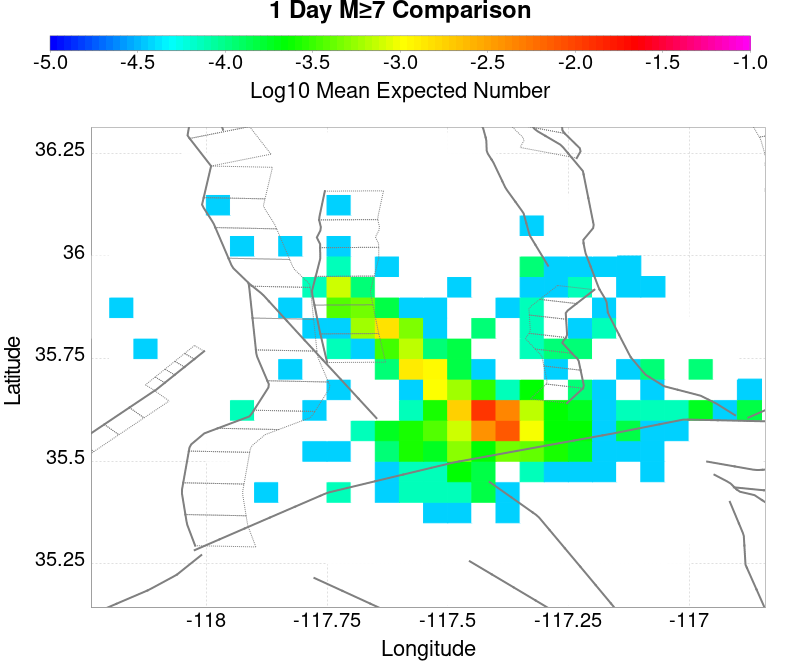 1 Day M≥7 Comparison
-5.0 -4.5 -4.0 -3.5 -3.0 -2.5 -2.0 -1.5 -1.0
Log10 Mean Expected Number
36.25
36
35.75
35.5
35.25
Latitude
-118 -117.75 -117.5 -117.25 -117
Longitude